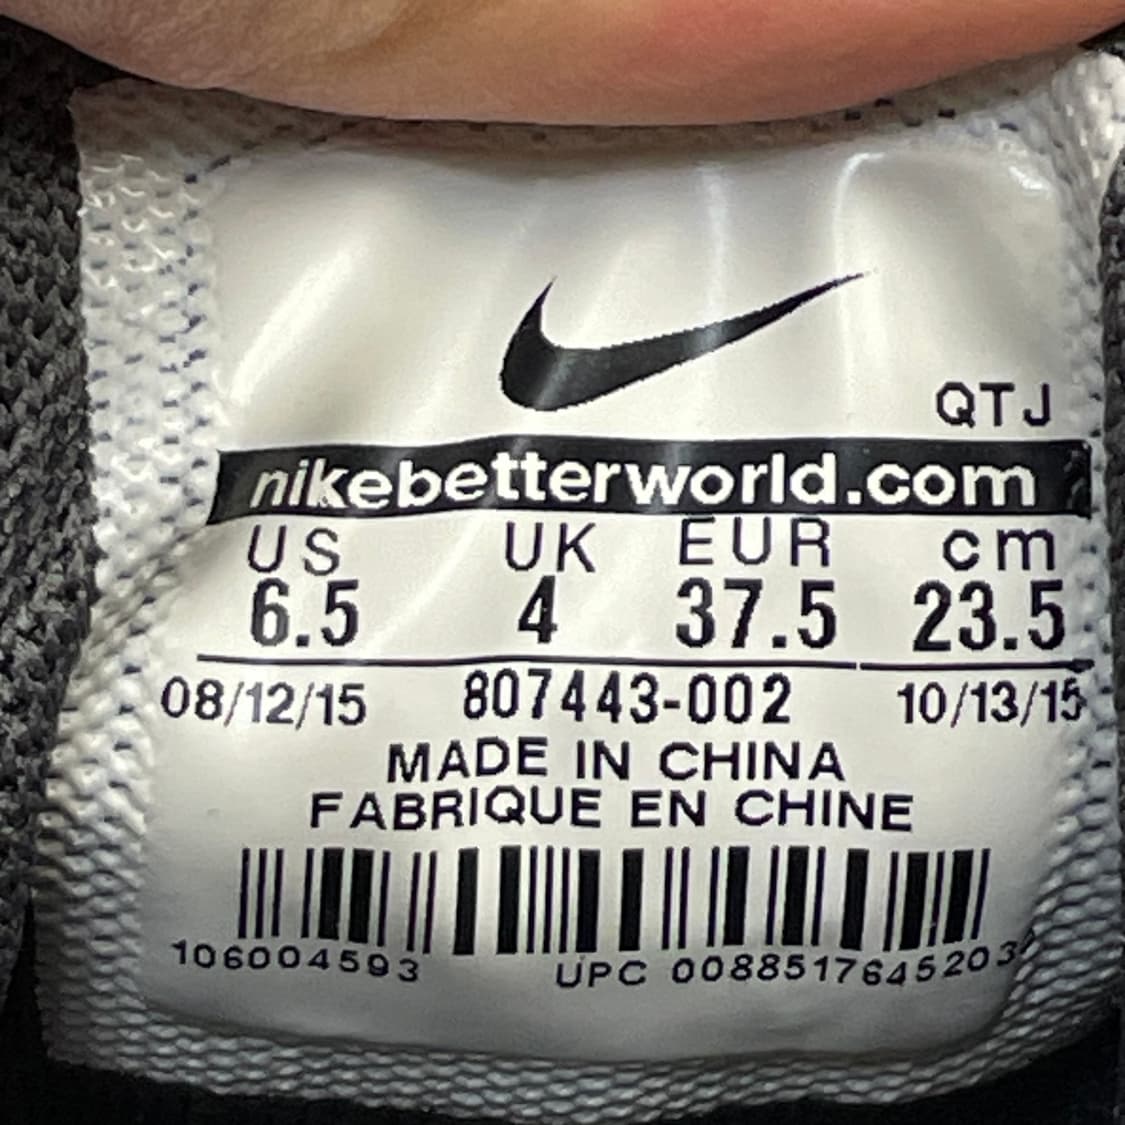 QTJ
nikebetterworld.com
US UK EUR cm
6.5 4 37.5 23.5
08/12/15 807443-002 10/13/15
MADE IN CHINA
FABRIQUE EN CHINE
106004593 UPC